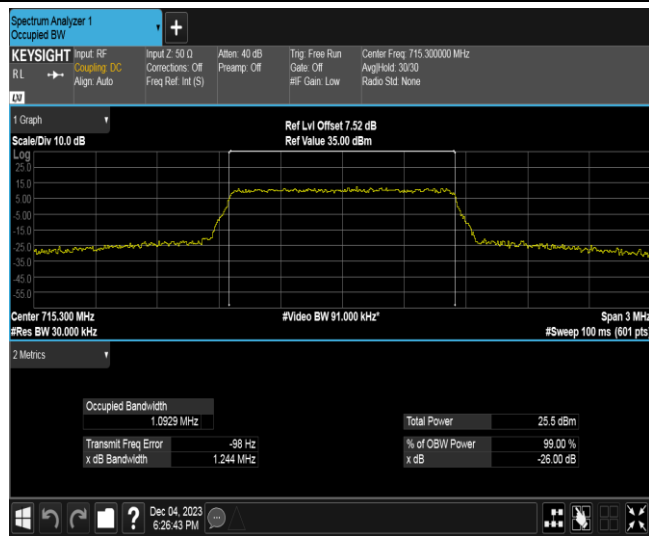 Spectrum Analyzer 1
Occupied BW
+
KEYSIGHT Input: RF Input Z: 50 Ω Atten: 40 dB Trig: Free Run Center Freq: 715.300000 MHz
RL Coupling: DC Corrections: Off Preamp: Off Gate: Off Avg|Hold: 30/30
Align: Auto Freq Ref: Int (S) #IF Gain: Low Radio Std: None
LXI
1 Graph
Ref Lvl Offset 7.52 dB
Scale/Div 10.0 dB Ref Value 35.00 dBm
Log
25.0
15.0
5.00
-5.00
-15.0
-25.0
-35.0
-45.0
-55.0
Center 715.300 MHz #Video BW 91.000 kHz* Span 3 MHz
#Res BW 30.000 kHz #Sweep 100 ms (601 pts)
2 Metrics
Occupied Bandwidth
1.0929 MHz Total Power 25.5 dBm
Transmit Freq Error -98 Hz % of OBW Power 99.00 %
x dB Bandwidth 1.244 MHz x dB -26.00 dB
? Dec 04, 2023
6:26:43 PM